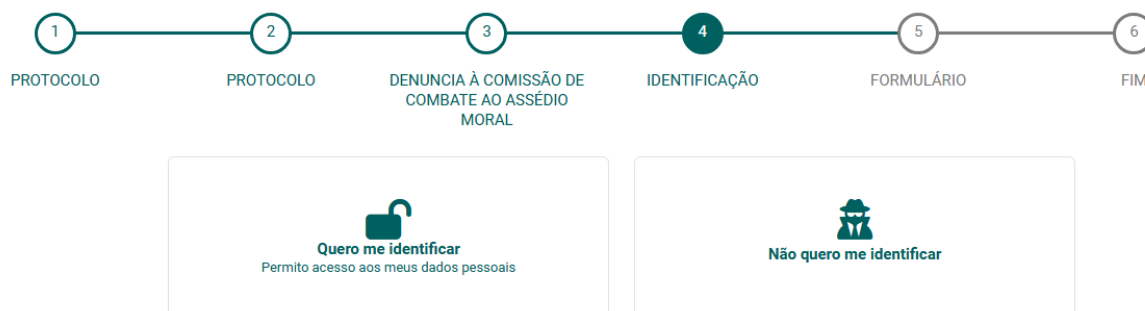 1 2 3 4 5 6
PROTOCOLO PROTOCOLO DENUNCIA À COMISSÃO DE IDENTIFICAÇÃO FORMULÁRIO FIM
COMBATE AO ASSÉDIO
MORAL
Quero me identificar
Permito acesso aos meus dados pessoais
Não quero me identificar